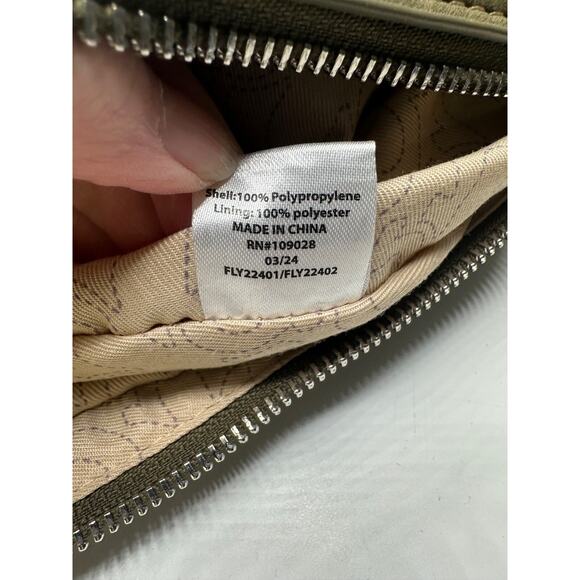 Shell:100% Polypropylene
Lining: 100% polyester
MADE IN CHINA
RN#109028
03/24
FLY22401/FLY22402